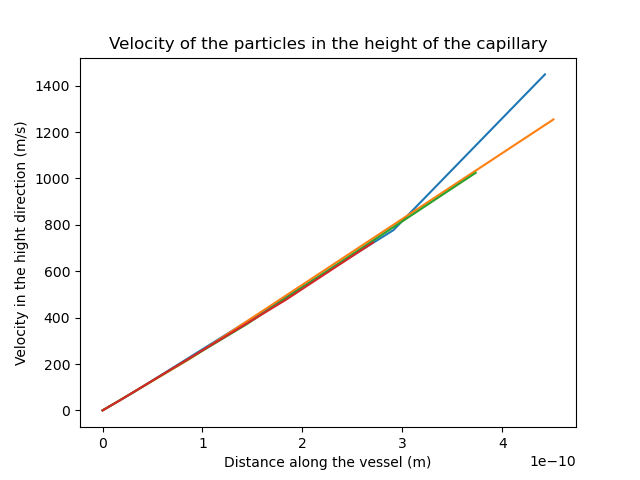 Velocity of the particles in the height of the capillary
Velocity in the hight direction (m/s)
1400
1200
1000
800
600
400
200
0
0 1 2 3 4
Distance along the vessel (m)
1e−10